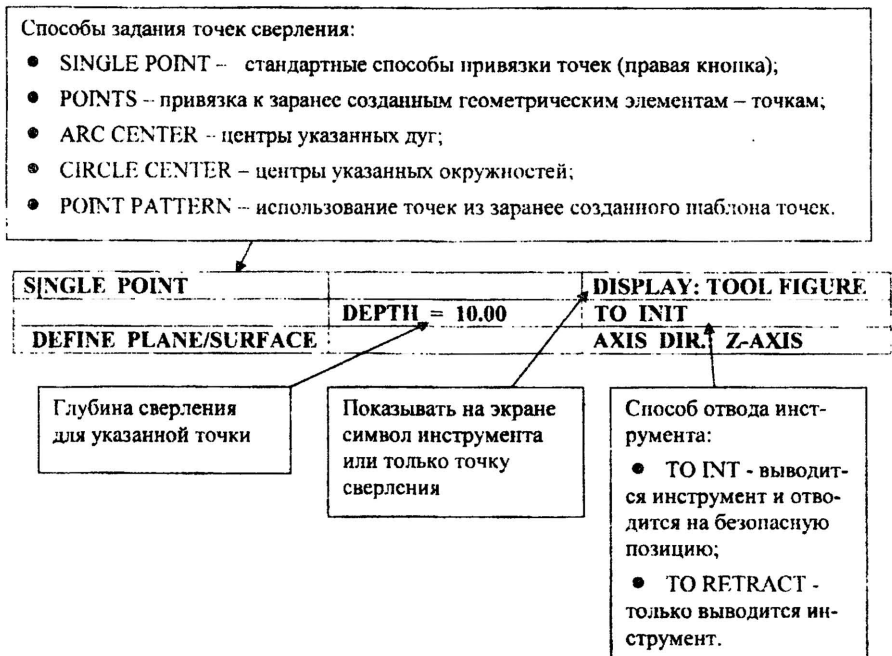 Способы задания точек сверления:
● SINGLE POINT – стандартные способы привязки точек (правая кнопка);
● POINTS – привязка к заранее созданным геометрическим элементам – точкам;
● ARC CENTER – центры указанных дуг;
● CIRCLE CENTER – центры указанных окружностей;
● POINT PATTERN – использование точек из заранее созданного шаблона точек.
SINGLE POINT DISPLAY: TOOL FIGURE
DEPTH = 10.00 TO INIT
DEFINE PLANE/SURFACE AXIS DIR. Z-AXIS
Глубина сверления
для указанной точки
Показывать на экране
символ инструмента
или только точку
сверления
Способ отвода инст-
румента:
● TO INT - выводит-
ся инструмент и отво-
дится на безопасную
позицию;
● TO RETRACT -
только выводится ин-
струмент.